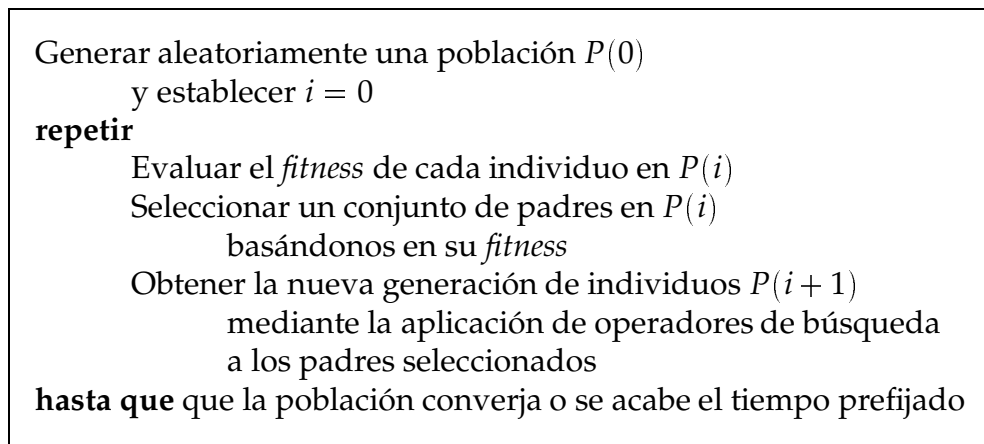 Generar aleatoriamente una población P(0)
y establecer i = 0
repetir
Evaluar el fitness de cada individuo en P(i)
Seleccionar un conjunto de padres en P(i)
basándonos en su fitness
Obtener la nueva generación de individuos P(i + 1)
mediante la aplicación de operadores de búsqueda
a los padres seleccionados
hasta que que la población converja o se acabe el tiempo prefijado